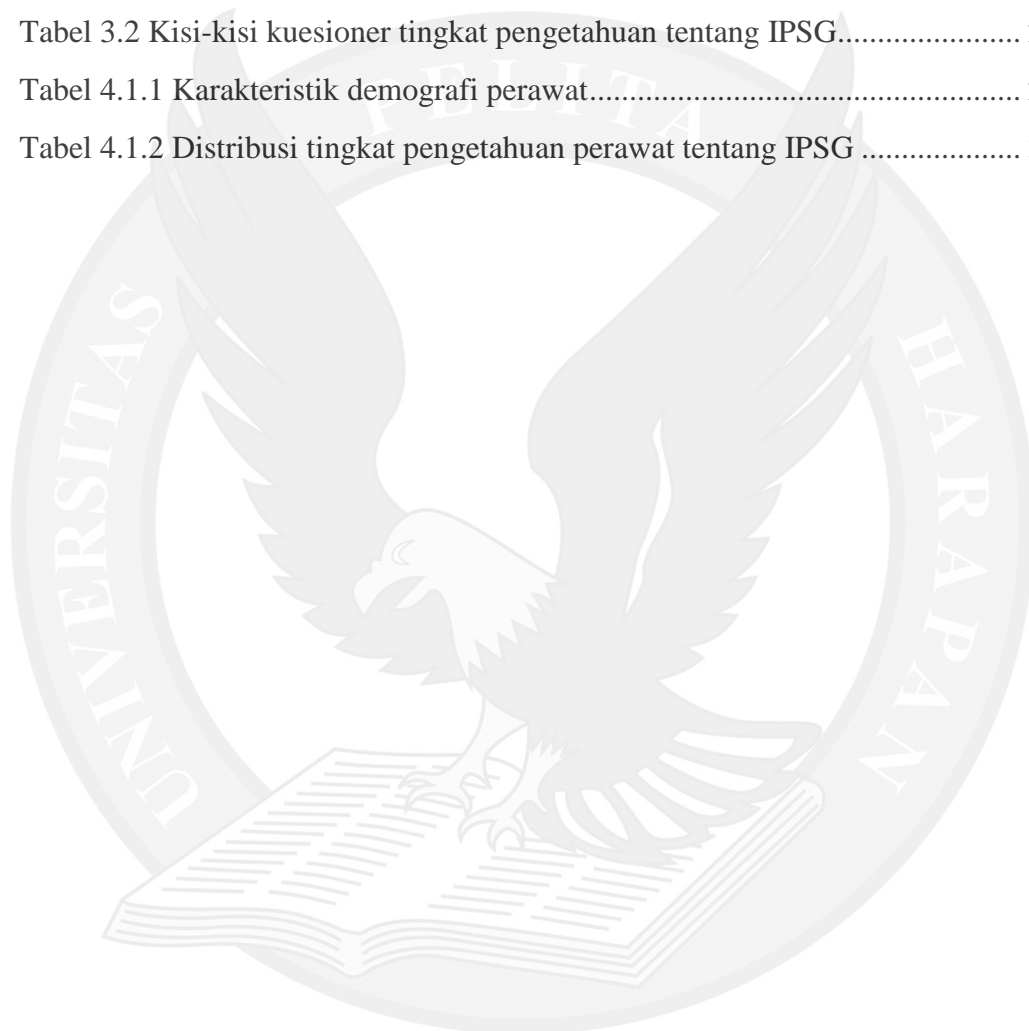 Tabel 3.2 Kisi-kisi kuesioner tingkat pengetahuan tentang IPSG.......................
Tabel 4.1.1 Karakteristik demografi perawat......................................................
Tabel 4.1.2 Distribusi tingkat pengetahuan perawat tentang IPSG ....................
UNIVERSITAS PELITA HARAPAN